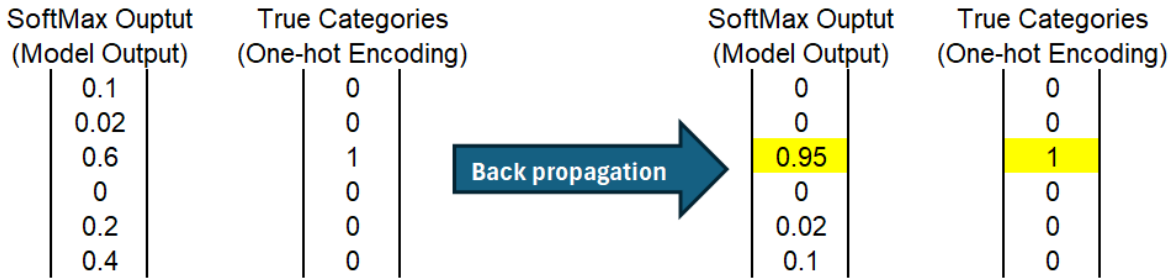 SoftMax Ouptut True Categories SoftMax Ouptut True Categories
(Model Output) (One-hot Encoding) (Model Output) (One-hot Encoding)
0.1 0 0 0
0.02 0 0 0
0.6 1 Back propagation 0.95 1
0 0 0 0
0.2 0 0.02 0
0.4 0 0.1 0